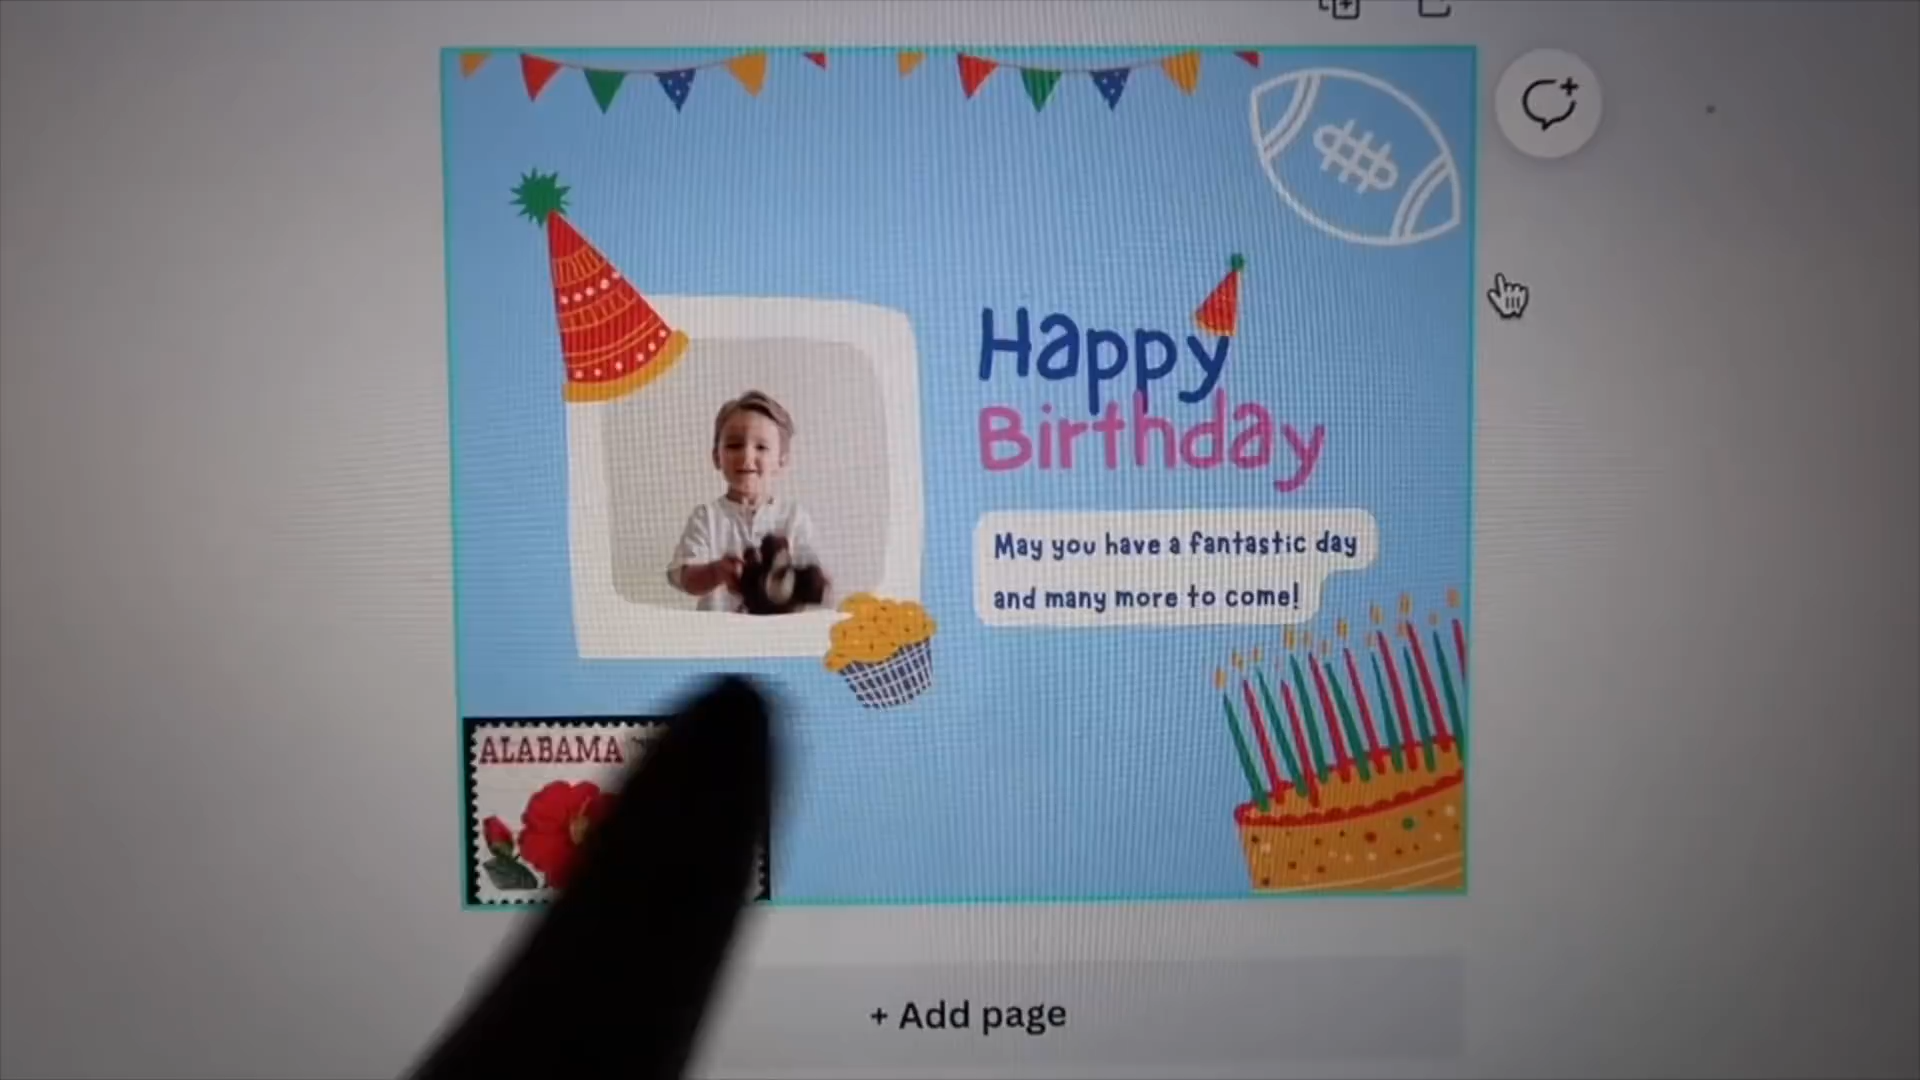 Happy
Birthday
May you have a fantastic day
and many more to come!
ALABAMA
+ Add page